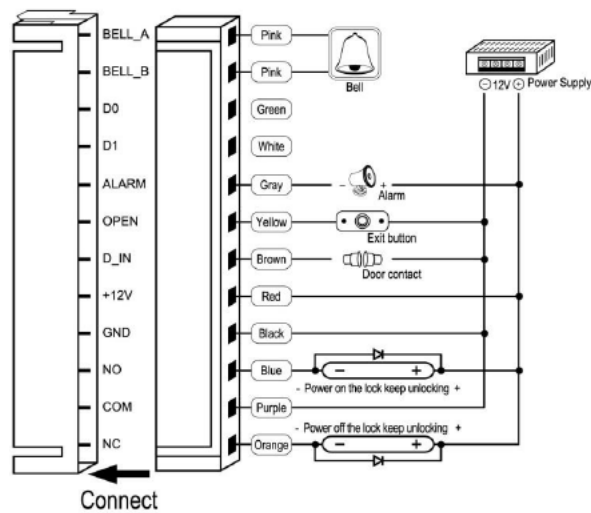 BELL_A Pink
BELL_B Pink
Bell
⊖ 12V ⊕ Power Supply
D0 Green
D1 White
ALARM Gray - +
Alarm
OPEN Yellow
Exit button
D_IN Brown
Door contact
+12V Red
GND Black
NO Blue - +
- Power on the lock keep unlocking +
COM Purple
- Power off the lock keep unlocking +
NC Orange - +
Connect